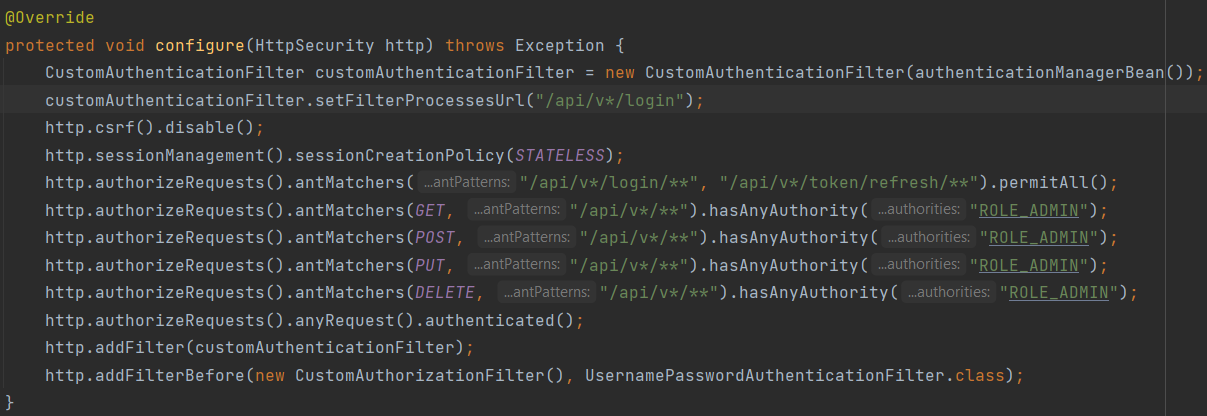 @Override
protected void configure(HttpSecurity http) throws Exception {
    CustomAuthenticationFilter customAuthenticationFilter = new CustomAuthenticationFilter(authenticationManagerBean());
    customAuthenticationFilter.setFilterProcessesUrl("/api/v*/login");
    http.csrf().disable();
    http.sessionManagement().sessionCreationPolicy(STATELESS);
    http.authorizeRequests().antMatchers( ...antPatterns: "/api/v*/login/**", "/api/v*/token/refresh/**").permitAll();
    http.authorizeRequests().antMatchers(GET, ...antPatterns: "/api/v*/**").hasAnyAuthority( ...authorities: "ROLE_ADMIN");
    http.authorizeRequests().antMatchers(POST, ...antPatterns: "/api/v*/**").hasAnyAuthority( ...authorities: "ROLE_ADMIN");
    http.authorizeRequests().antMatchers(PUT, ...antPatterns: "/api/v*/**").hasAnyAuthority( ...authorities: "ROLE_ADMIN");
    http.authorizeRequests().antMatchers(DELETE, ...antPatterns: "/api/v*/**").hasAnyAuthority( ...authorities: "ROLE_ADMIN");
    http.authorizeRequests().anyRequest().authenticated();
    http.addFilter(customAuthenticationFilter);
    http.addFilterBefore(new CustomAuthorizationFilter(), UsernamePasswordAuthenticationFilter.class);
}